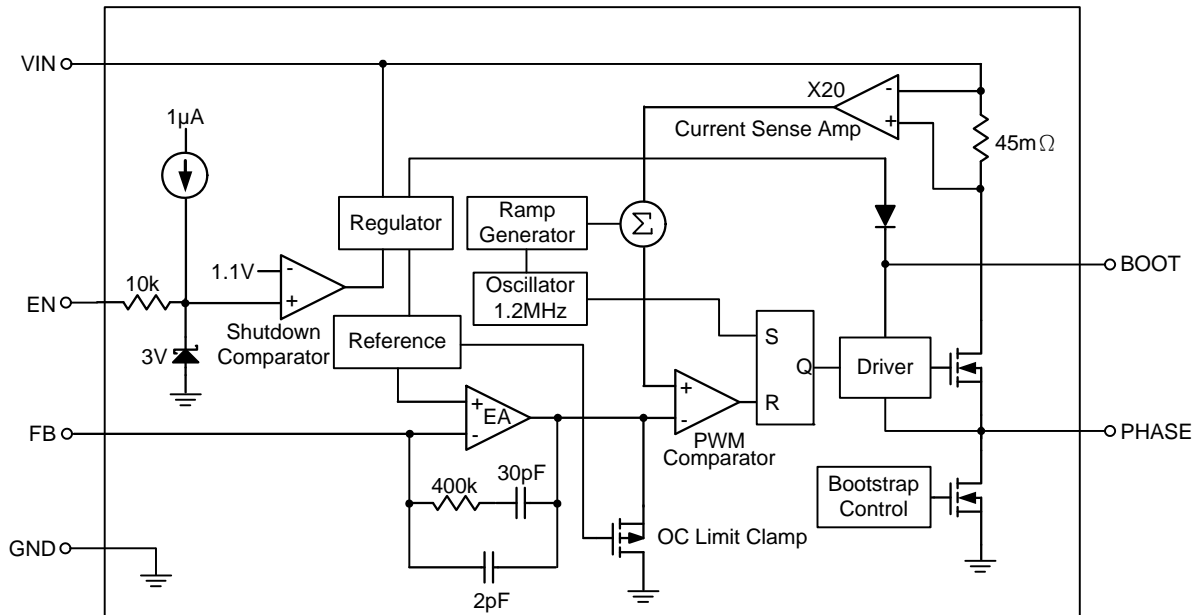 VIN
X20
-
+
Current Sense Amp
45mΩ
1µA
Regulator
Ramp
Generator
Σ
BOOT
1.1V
-
+
10k
EN
Oscillator
1.2MHz
Shutdown
Comparator
3V
Reference
S
Q
R
Driver
+
-
EA
+
-
PWM
Comparator
FB
PHASE
400k
30pF
Bootstrap
Control
OC Limit Clamp
GND
2pF